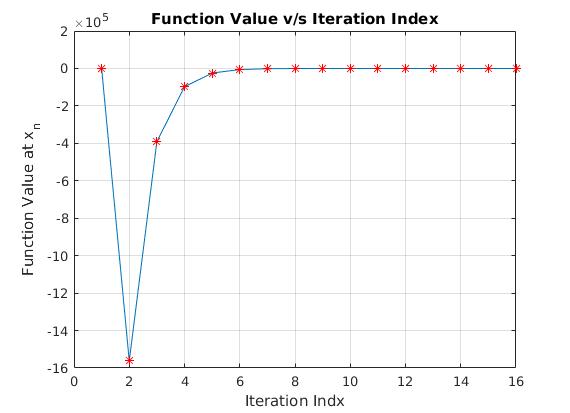 ×10^5
Function Value v/s Iteration Index
2
0
-2
-4
-6
-8
-10
-12
-14
-16
Function Value at x_n
0 2 4 6 8 10 12 14 16
Iteration Indx